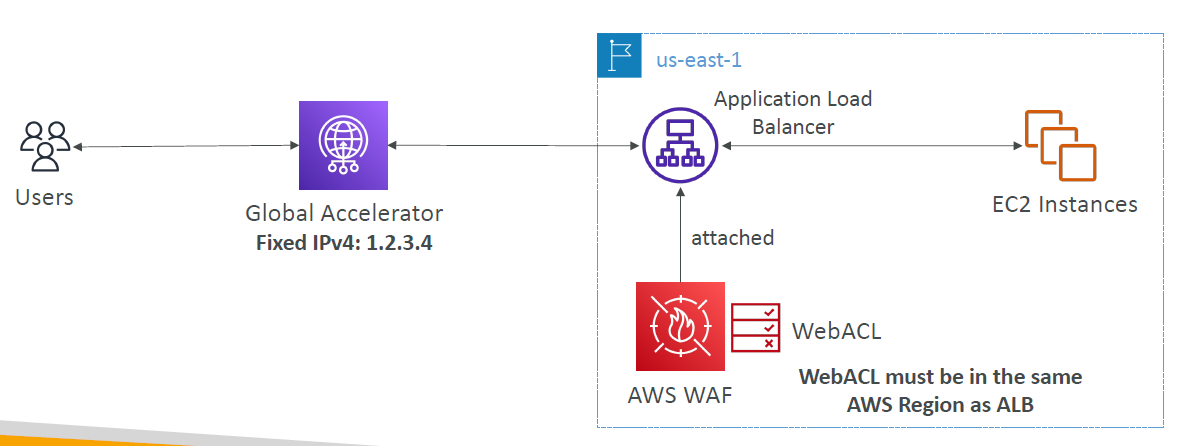 us-east-1
Application Load
Balancer
Users
Global Accelerator
Fixed IPv4: 1.2.3.4
EC2 Instances
attached
WebACL
AWS WAF
WebACL must be in the same
AWS Region as ALB